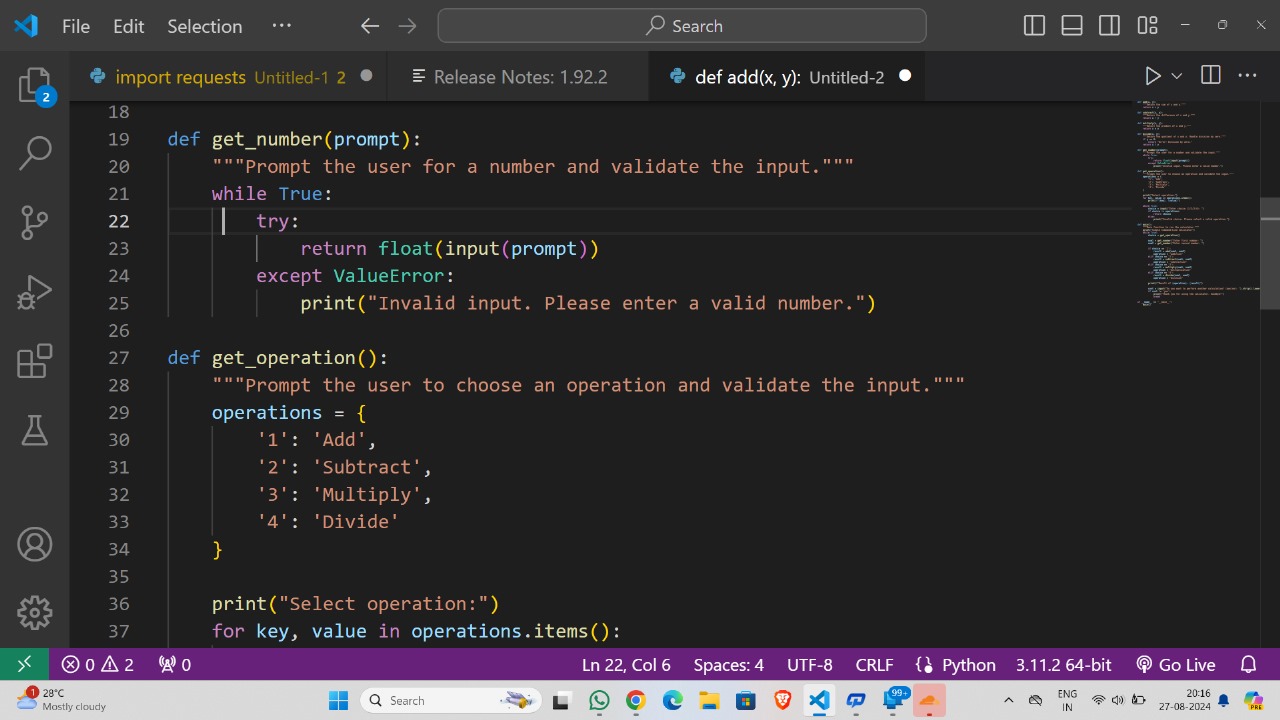 File Edit Selection ··· Search
import requests Untitled-1 2 Release Notes: 1.92.2 def add(x, y): Untitled-2
2
18
19 def get_number(prompt):
20 """Prompt the user for a number and validate the input."""
21 while True:
22 try:
23 return float(input(prompt))
24 except ValueError:
25 print("Invalid input. Please enter a valid number.")
26
27 def get_operation():
28 """Prompt the user to choose an operation and validate the input."""
29 operations = {
30 '1': 'Add',
31 '2': 'Subtract',
32 '3': 'Multiply',
33 '4': 'Divide'
34 }
35
36 print("Select operation:")
37 for key, value in operations.items():
0 2 0 Ln 22, Col 6 Spaces: 4 UTF-8 CRLF Python 3.11.2 64-bit Go Live
1 28°C Mostly cloudy Search 99+ ENG IN 20:16 27-08-2024 PRE